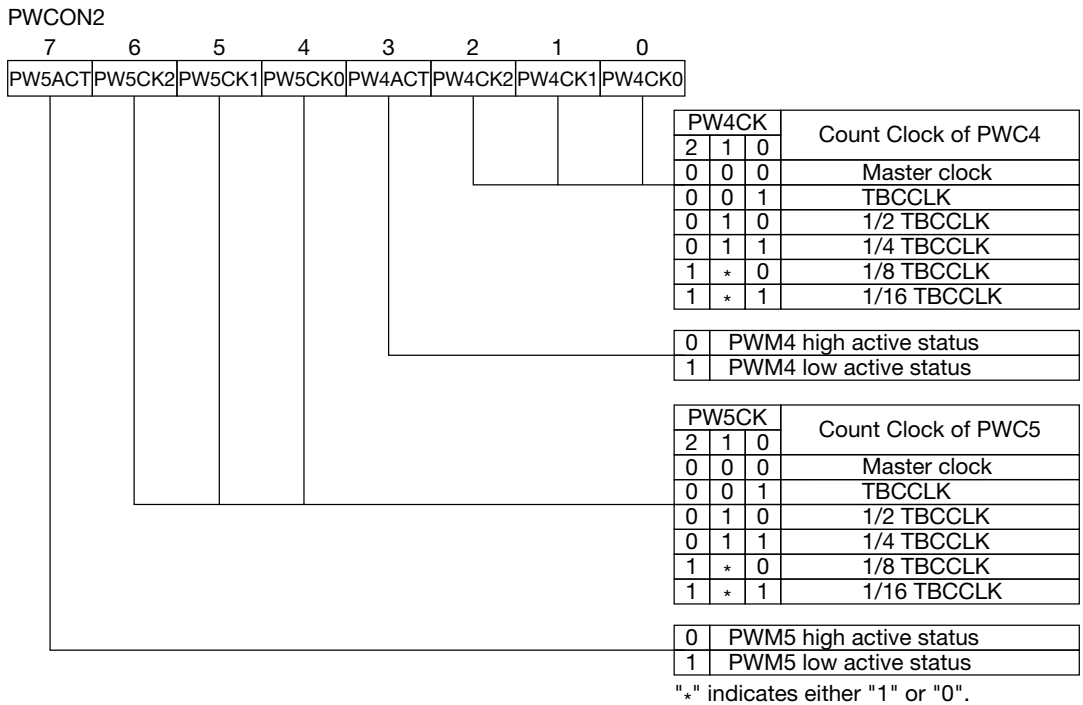 PWCON2
7 6 5 4 3 2 1 0
PW5ACT PW5CK2 PW5CK1 PW5CK0 PW4ACT PW4CK2 PW4CK1 PW4CK0
PW4CK Count Clock of PWC4
2 1 0
0 0 0 Master clock
0 0 1 TBCCLK
0 1 0 1/2 TBCCLK
0 1 1 1/4 TBCCLK
1 * 0 1/8 TBCCLK
1 * 1 1/16 TBCCLK
0 PWM4 high active status
1 PWM4 low active status
PW5CK Count Clock of PWC5
2 1 0
0 0 0 Master clock
0 0 1 TBCCLK
0 1 0 1/2 TBCCLK
0 1 1 1/4 TBCCLK
1 * 0 1/8 TBCCLK
1 * 1 1/16 TBCCLK
0 PWM5 high active status
1 PWM5 low active status
"*" indicates either "1" or "0".